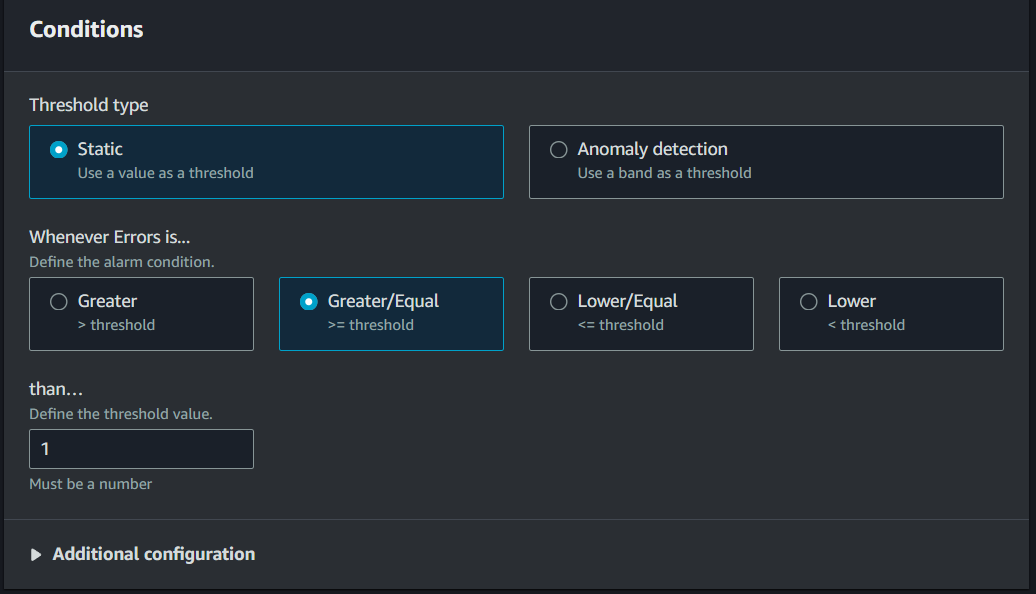 Conditions
Threshold type
Static
Use a value as a threshold
Anomaly detection
Use a band as a threshold
Whenever Errors is...
Define the alarm condition.
Greater
> threshold
Greater/Equal
>= threshold
Lower/Equal
<= threshold
Lower
< threshold
than…
Define the threshold value.
1
Must be a number
Additional configuration